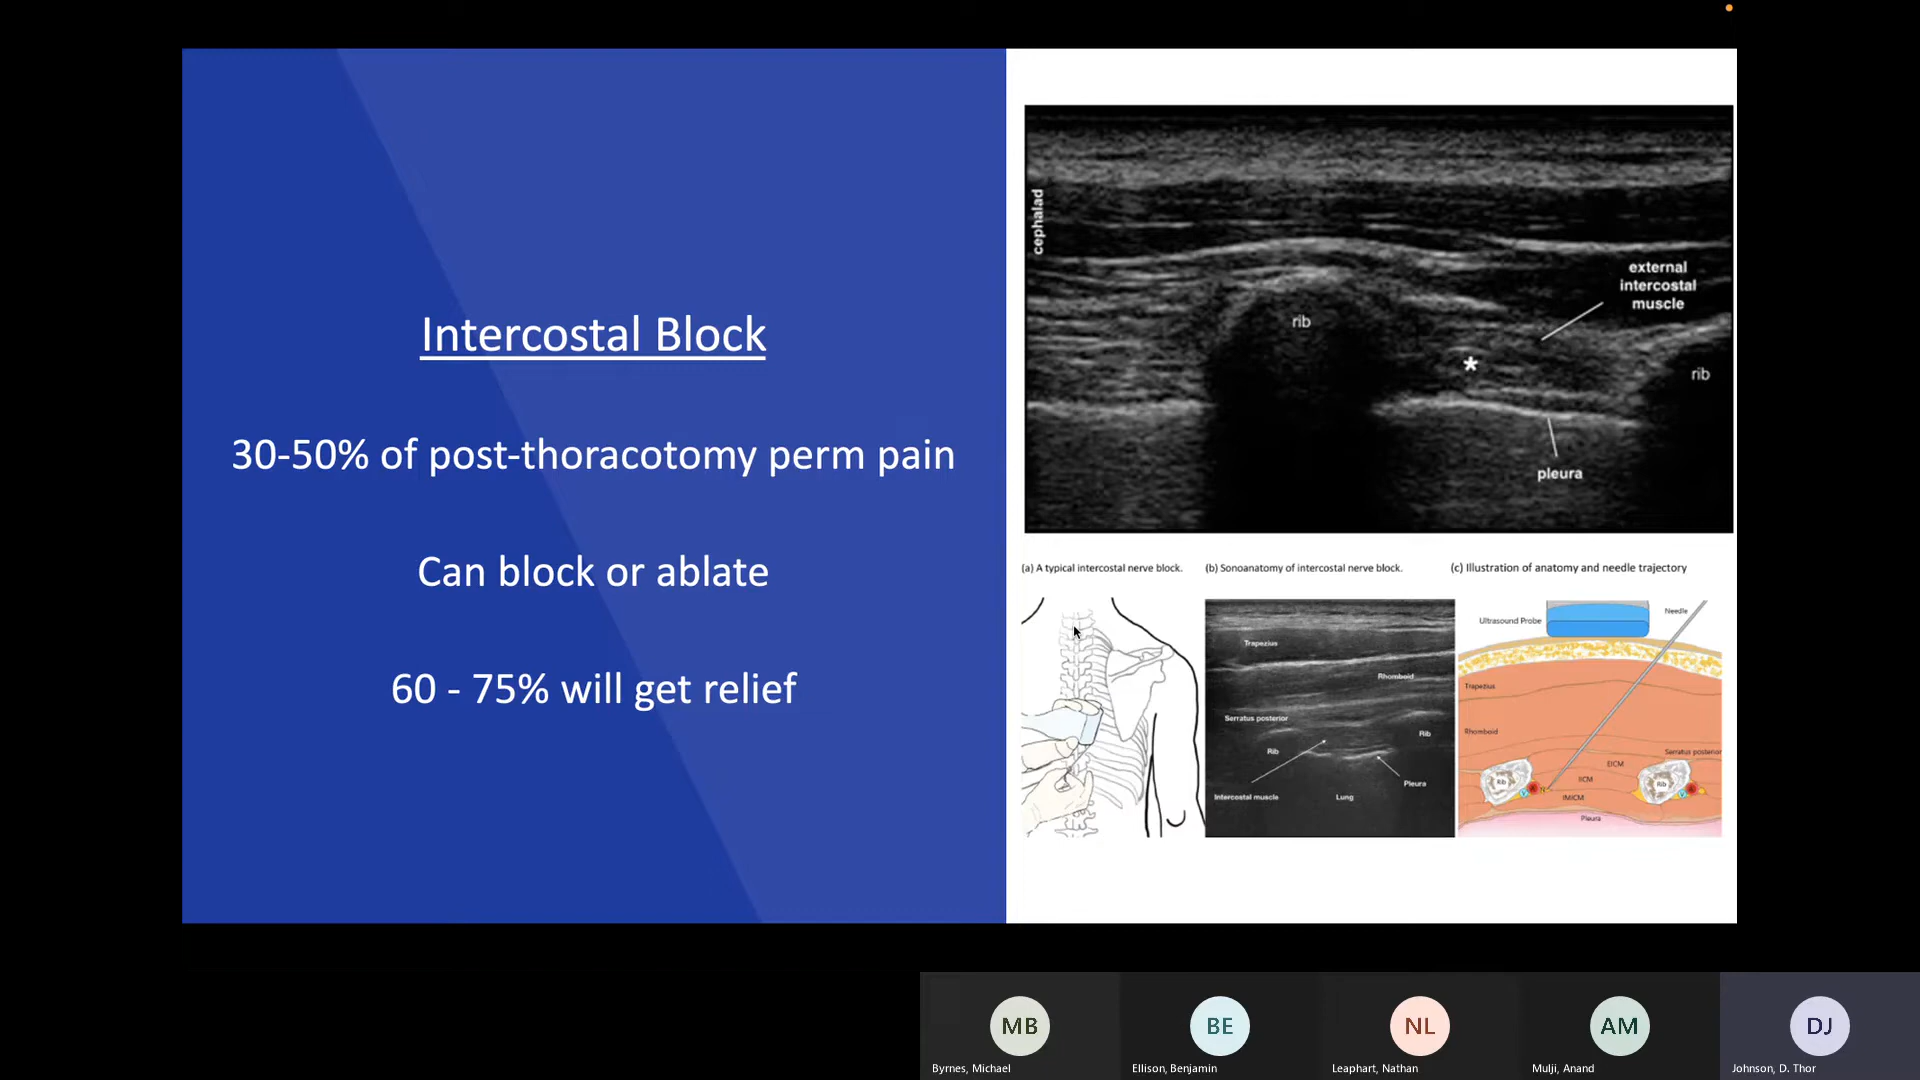 Intercostal Block
30-50% of post-thoracotomy perm pain
Can block or ablate
60 - 75% will get relief
cephalad
external
intercostal
muscle
rib
*
rib
pleura
(a) A typical intercostal nerve block.
(b) Sonoanatomy of intercostal nerve block.
(c) Illustration of anatomy and needle trajectory
Trapezius
Rhomboid
Serratus posterior
Rib
Rib
Intercostal muscle
Pleura
Lung
Ultrasound Probe
Needle
Trapezius
Rhomboid
Serratus posterior
EICM
IICM
IMICM
Rib
Rib
V A N
V A
Pleura
MB
BE
NL
AM
DJ
Byrnes, Michael
Ellison, Benjamin
Leaphart, Nathan
Mulji, Anand
Johnson, D. Thor